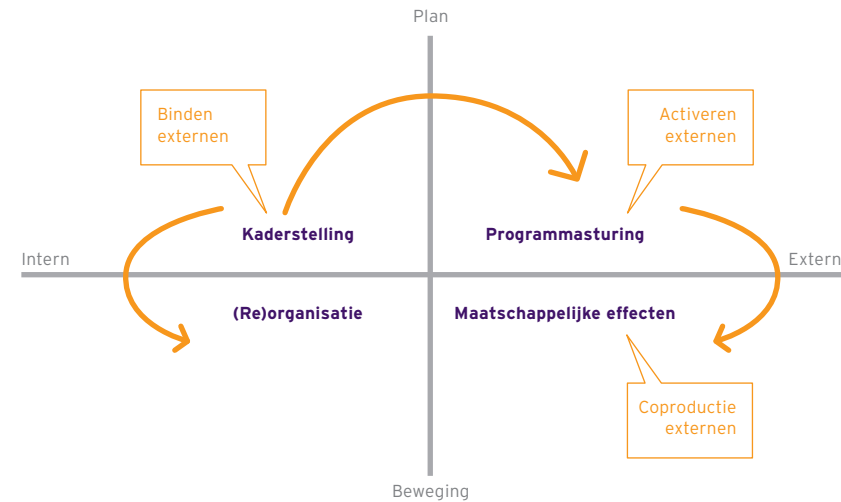 Plan
Binden
externen
Activeren
externen
Kaderstelling
Programmasturing
Intern
Extern
(Re)organisatie
Maatschappelijke effecten
Coproductie
externen
Beweging